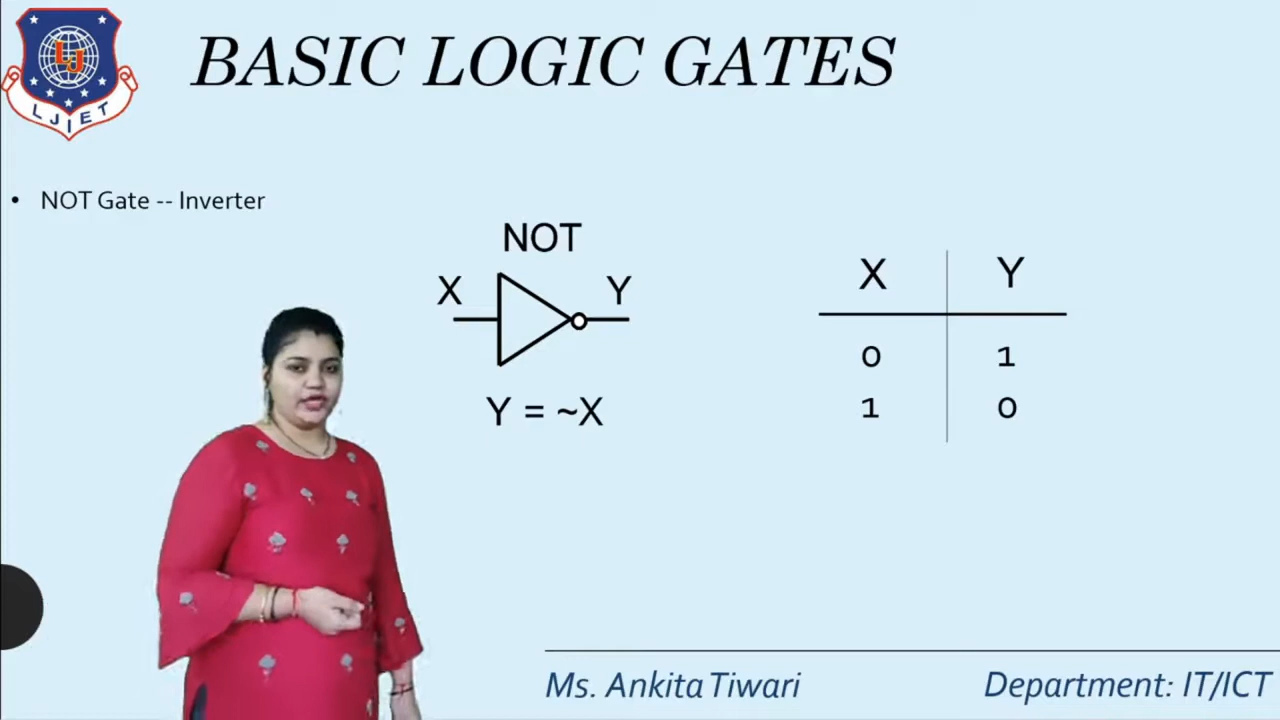 LJ
LJIET
BASIC LOGIC GATES
• NOT Gate -- Inverter
NOT
X Y
Y = ~X
X Y
0 1
1 0
Ms. Ankita Tiwari
Department: IT/ICT